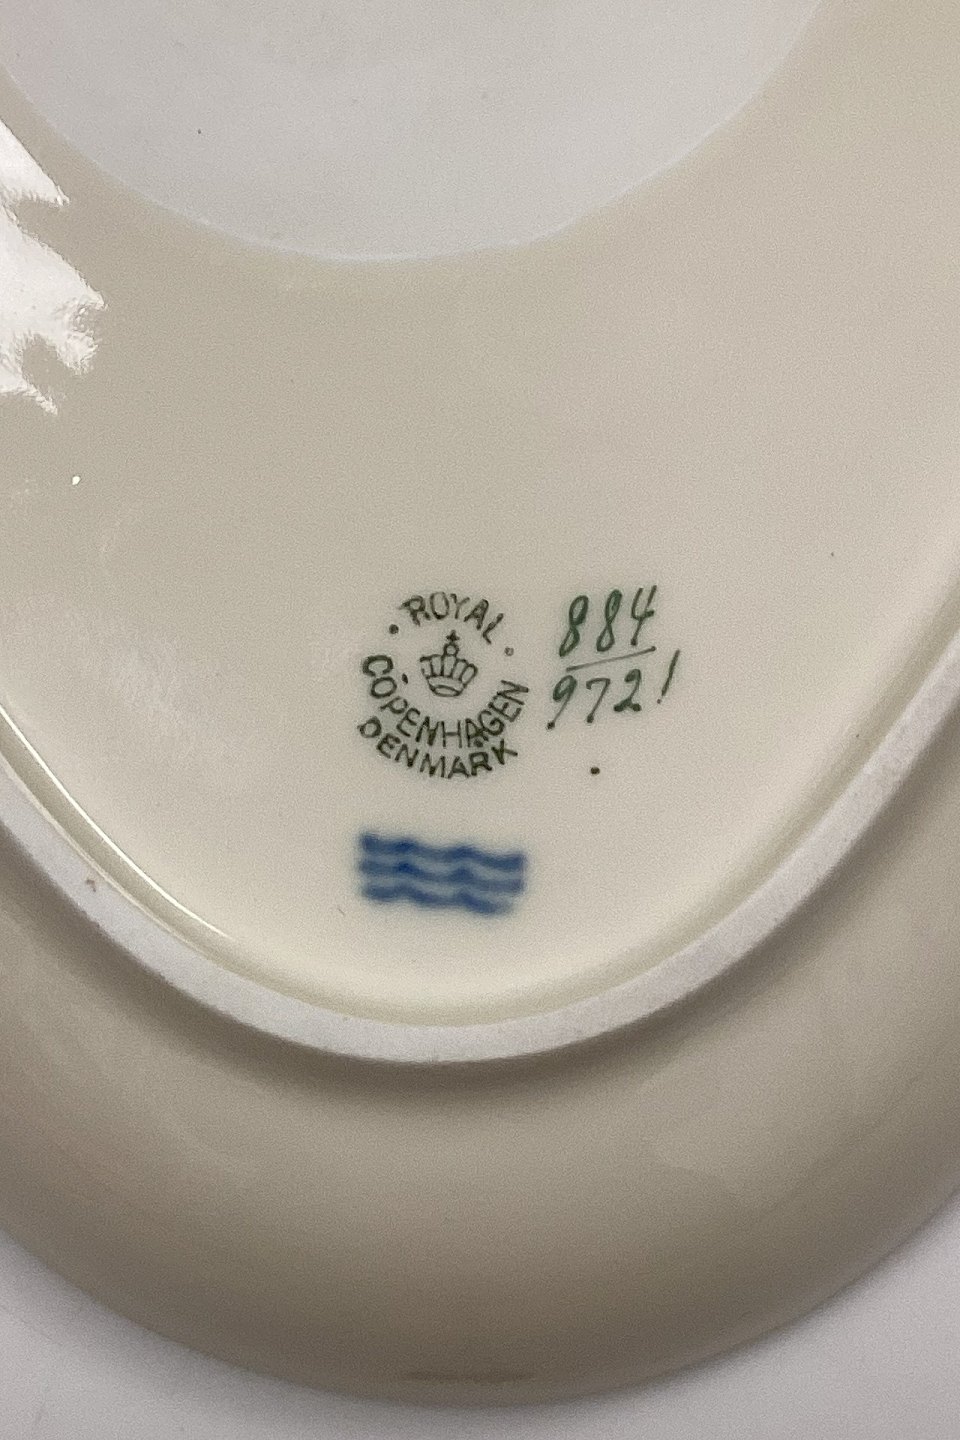 ROYAL
COPENHAGEN
DENMARK
884
9721